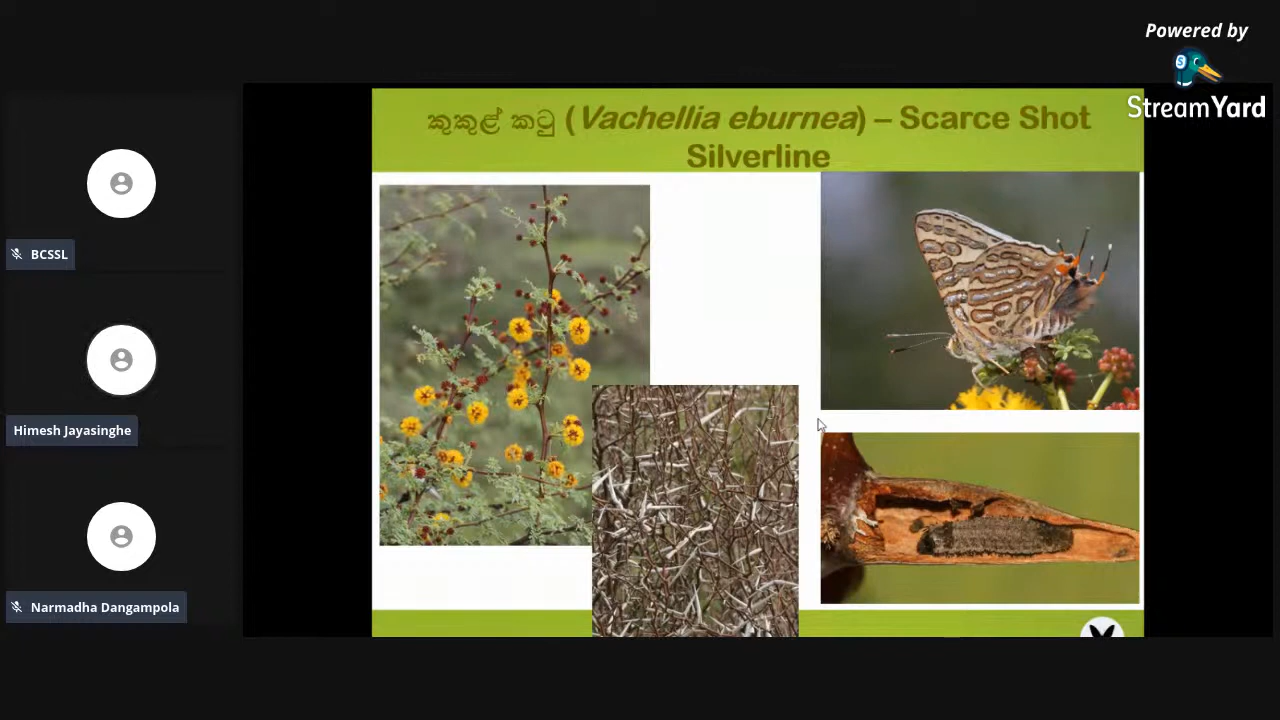 Powered by
StreamYard
කුකුළ් කටු (Vachellia eburnea) – Scarce Shot
Silverline
BCSSL
Himesh Jayasinghe
Narmadha Dangampola